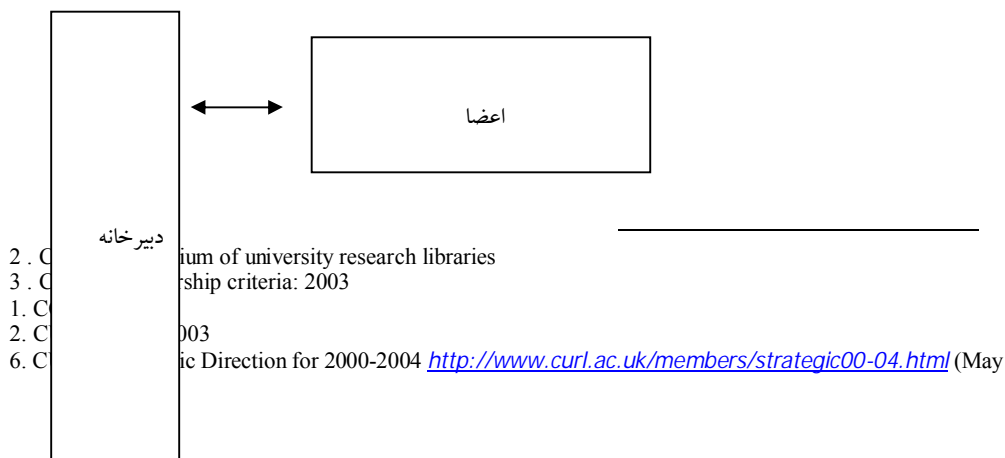 اعضا
دبیرخانه
2 . C ium of university research libraries
3 . C rship criteria: 2003
1. C
2. C 003
6. C ic Direction for 2000-2004 http://www.curl.ac.uk/members/strategic00-04.html (May